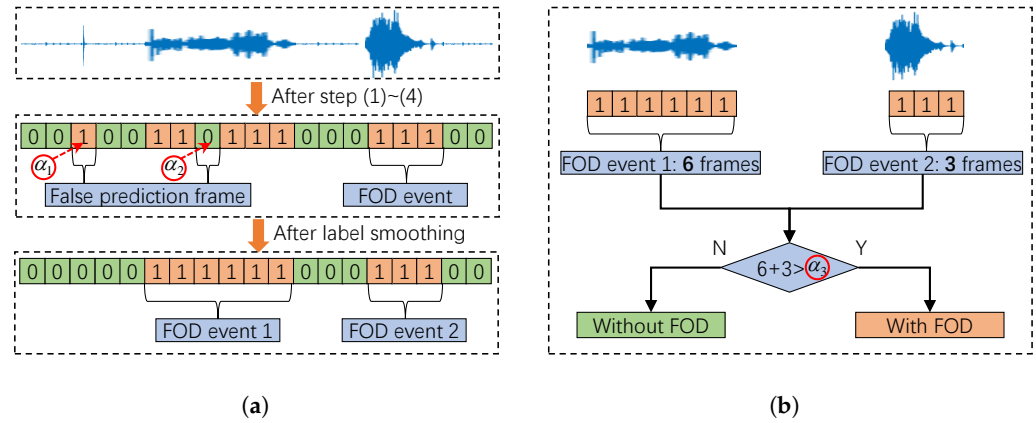 After step (1)~(4)
0 0 1 0 0 1 1 0 1 1 1 0 0 0 1 1 1 0 0
α1 α2
False prediction frame FOD event
After label smoothing
0 0 0 0 0 1 1 1 1 1 1 0 0 0 1 1 1 0 0
FOD event 1 FOD event 2
(a)
1 1 1 1 1 1 1 1 1
FOD event 1: 6 frames FOD event 2: 3 frames
N Y
6+3>α3
Without FOD With FOD
(b)